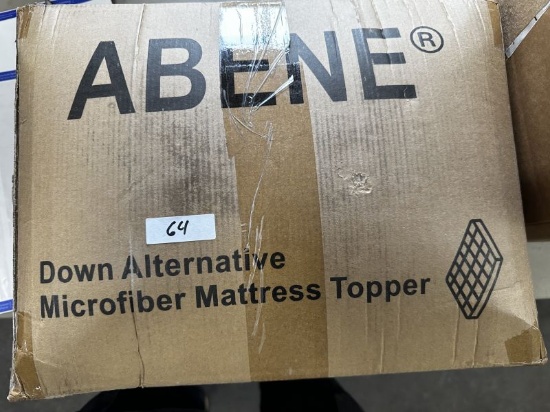 ABENE®
64
Down Alternative
Microfiber Mattress Topper